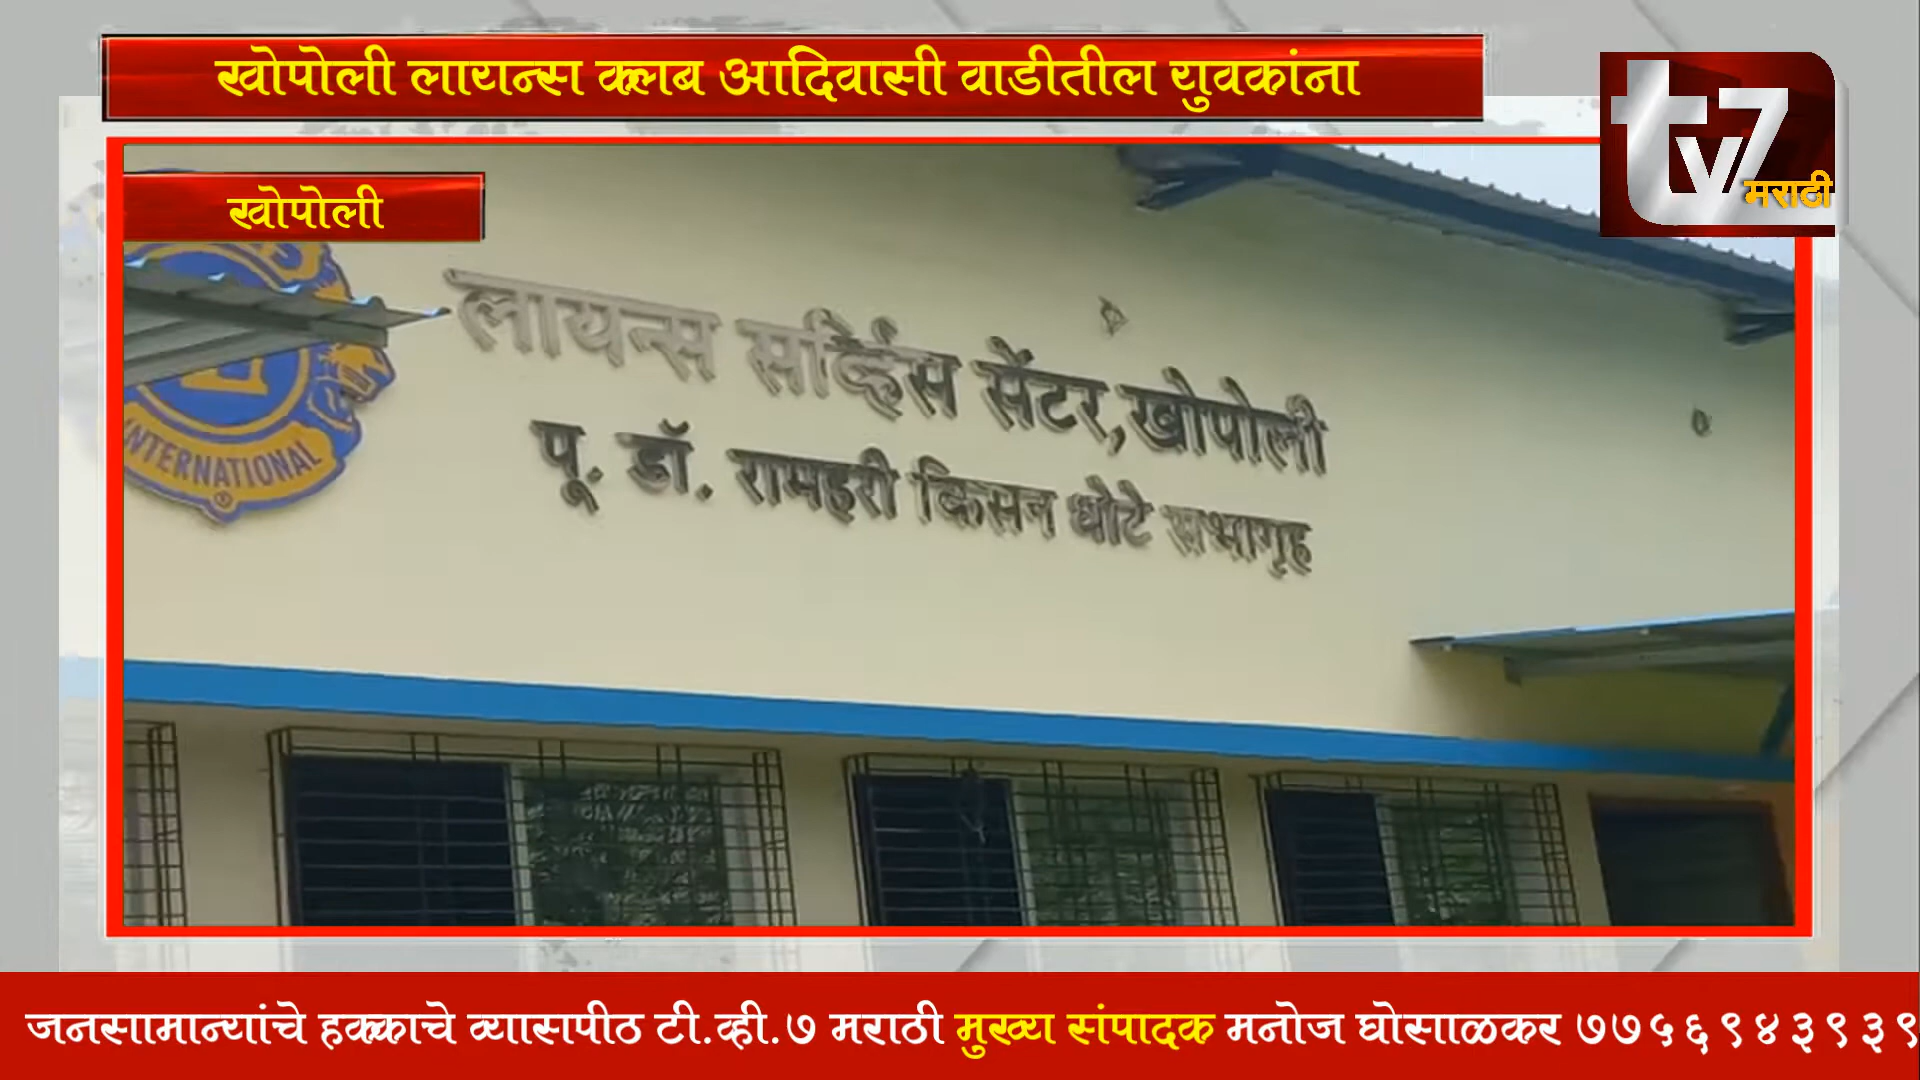 खोपोली लायन्स क्लब आदिवासी वाडीतील युवकांना
tv7
मराठी
खोपोली
लायन्स सर्व्हिस सेंटर, खोपोली
पू. डॉ. रामहरी किसन धोटे सभागृह
INTERNATIONAL
जनसामान्यांचे हक्काचे व्यासपीठ टी.व्ही.७ मराठी मुख्य संपादक मनोज घोसाळकर ७७५६९४३९३९